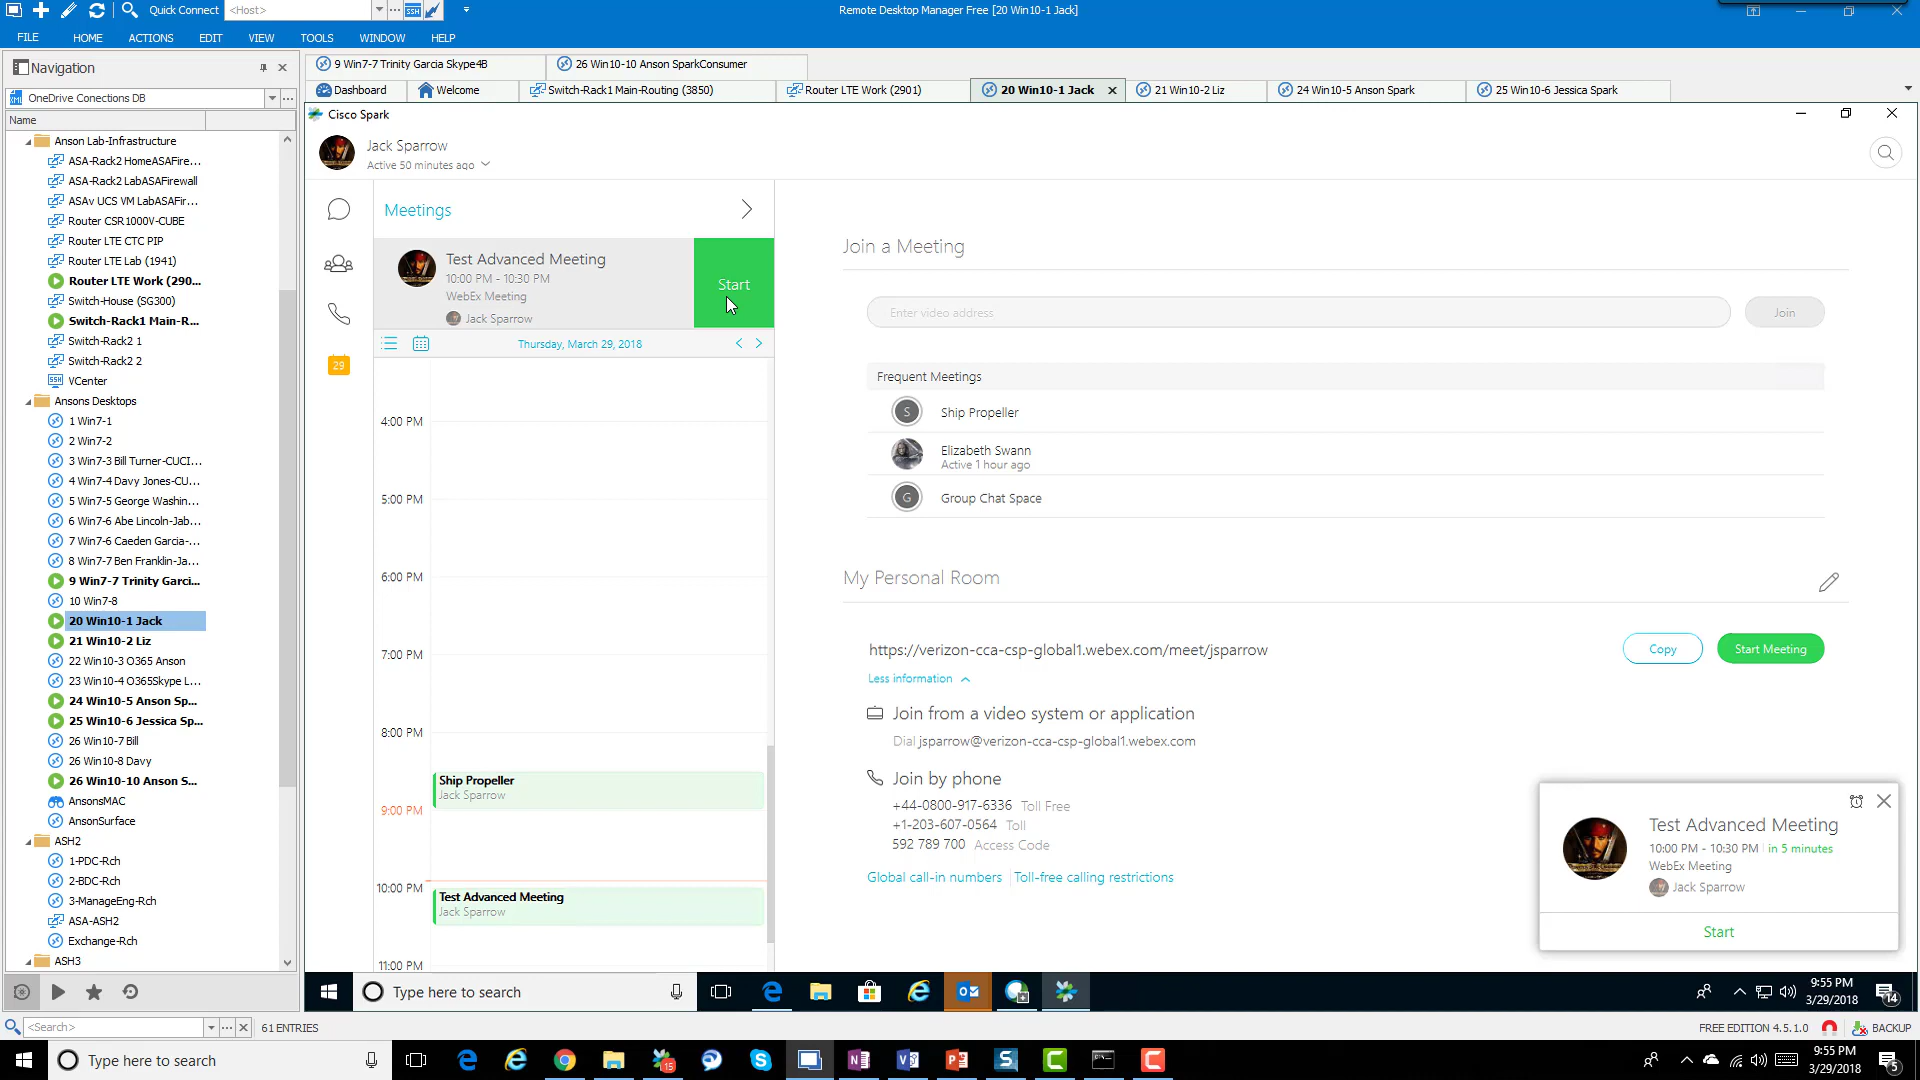 Quick Connect
<Host>
Remote Desktop Manager Free [20 Win10-1 Jack]
FILE
HOME
ACTIONS
EDIT
VIEW
TOOLS
WINDOW
HELP
Navigation
OneDrive Conections DB
Name
Anson Lab-Infrastructure
ASA-Rack2 HomeASAFire...
ASA-Rack2 LabASAFirewall
ASAv UCS VM LabASAFir...
Router CSR1000V-CUBE
Router LTE CTC PIP
Router LTE Lab (1941)
Router LTE Work (290...
Switch-House (SG300)
Switch-Rack1 Main-R...
Switch-Rack2 1
Switch-Rack2 2
VCenter
Ansons Desktops
1 Win7-1
2 Win7-2
3 Win7-3 Bill Turner-CUCI...
4 Win7-4 Davy Jones-CU...
5 Win7-5 George Washin...
6 Win7-6 Abe Lincoln-Jab...
7 Win7-6 Caeden Garcia-...
8 Win7-7 Ben Franklin-Ja...
9 Win7-7 Trinity Garci...
10 Win7-8
20 Win10-1 Jack
21 Win10-2 Liz
22 Win10-3 O365 Anson
23 Win10-4 O365Skype L...
24 Win10-5 Anson Sp...
25 Win10-6 Jessica Sp...
26 Win10-7 Bill
26 Win10-8 Davy
26 Win10-10 Anson S...
AnsonsMAC
AnsonSurface
ASH2
1-PDC-Rch
2-BDC-Rch
3-ManageEng-Rch
ASA-ASH2
Exchange-Rch
ASH3
<Search>
61 ENTRIES
9 Win7-7 Trinity Garcia Skype4B
26 Win10-10 Anson SparkConsumer
Dashboard
Welcome
Switch-Rack1 Main-Routing (3850)
Router LTE Work (2901)
20 Win10-1 Jack
21 Win10-2 Liz
24 Win10-5 Anson Spark
25 Win10-6 Jessica Spark
Cisco Spark
Jack Sparrow
Active 50 minutes ago
29
Meetings
Test Advanced Meeting
10:00 PM - 10:30 PM
WebEx Meeting
Jack Sparrow
Start
Thursday, March 29, 2018
4:00 PM
5:00 PM
6:00 PM
7:00 PM
8:00 PM
Ship Propeller
Jack Sparrow
9:00 PM
10:00 PM
Test Advanced Meeting
Jack Sparrow
11:00 PM
Join a Meeting
Enter video address
Join
Frequent Meetings
S
Ship Propeller
Elizabeth Swann
Active 1 hour ago
G
Group Chat Space
My Personal Room
https://verizon-cca-csp-global1.webex.com/meet/jsparrow
Copy
Start Meeting
Less information
Join from a video system or application
Dial jsparrow@verizon-cca-csp-global1.webex.com
Join by phone
+44-0800-917-6336 Toll Free
+1-203-607-0564 Toll
592 789 700 Access Code
Global call-in numbers
Toll-free calling restrictions
Test Advanced Meeting
10:00 PM - 10:30 PM in 5 minutes
WebEx Meeting
Jack Sparrow
Start
Type here to search
9:55 PM
3/29/2018
14
FREE EDITION 4.5.1.0
BACKUP
Type here to search
15
9:55 PM
3/29/2018
5